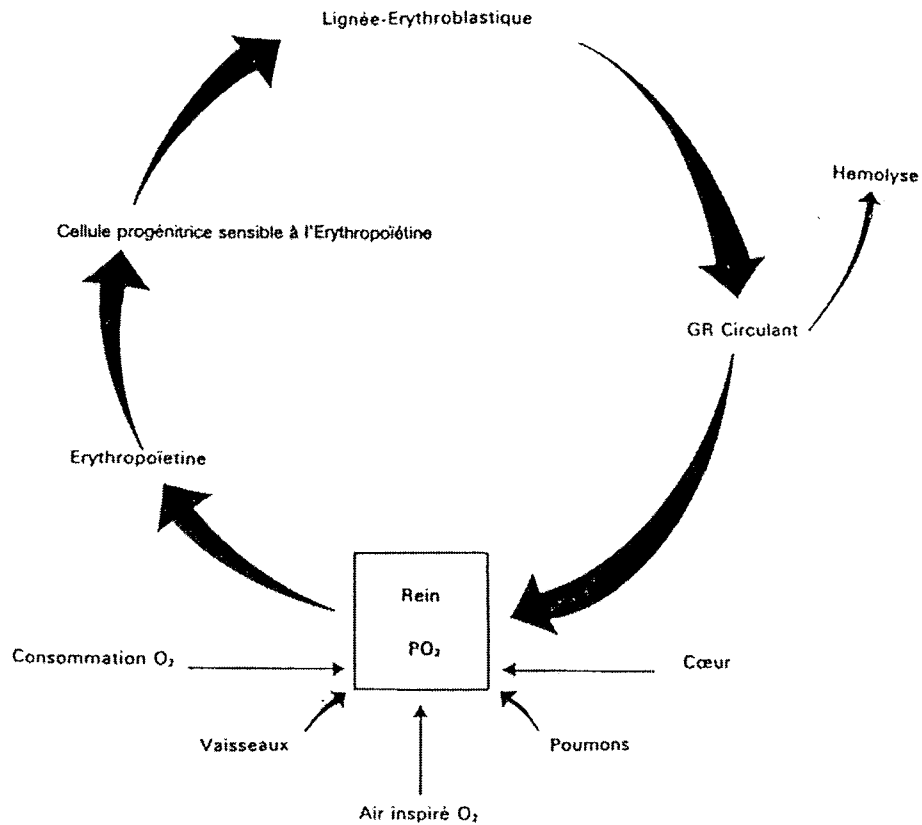 Lignée-Erythroblastique
Hemolyse
Cellule progénitrice sensible à l'Erythropoïétine
GR Circulant
Erythropoïetine
Rein
PO₂
Consommation O₂
Cœur
Vaisseaux
Poumons
Air inspiré O₂